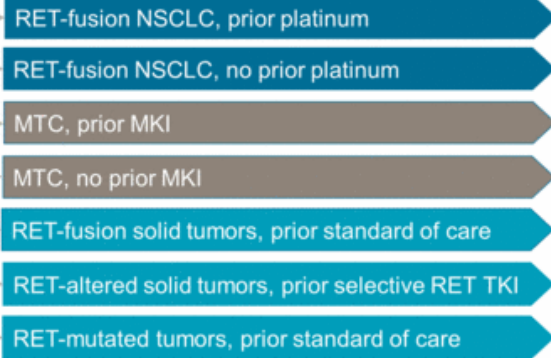 RET-fusion NSCLC, prior platinum
RET-fusion NSCLC, no prior platinum
MTC, prior MKI
MTC, no prior MKI
RET-fusion solid tumors, prior standard of care
RET-altered solid tumors, prior selective RET TKI
RET-mutated tumors, prior standard of care